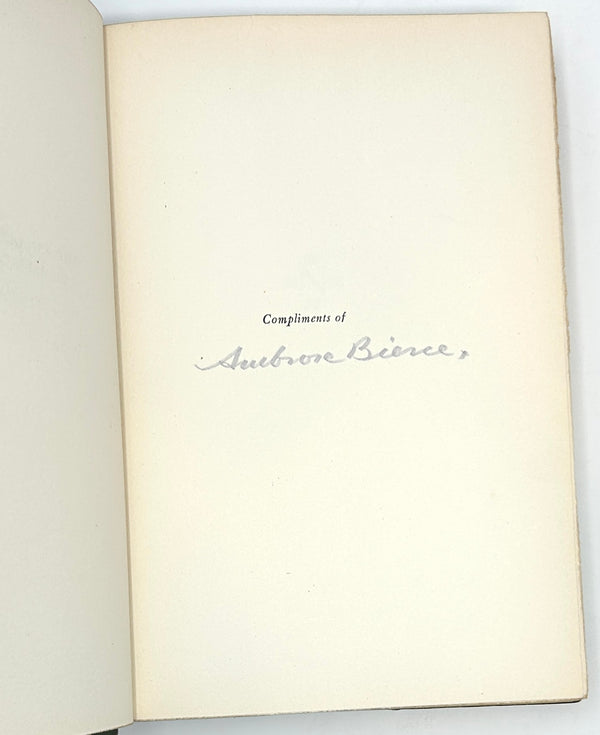 Compliments of
Ambrose Bierce.